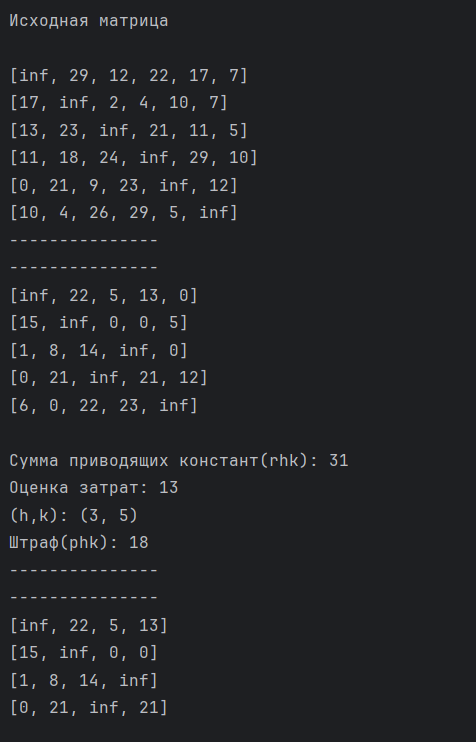 Исходная матрица
[inf, 29, 12, 22, 17, 7]
[17, inf, 2, 4, 10, 7]
[13, 23, inf, 21, 11, 5]
[11, 18, 24, inf, 29, 10]
[0, 21, 9, 23, inf, 12]
[10, 4, 26, 29, 5, inf]
---------------
---------------
[inf, 22, 5, 13, 0]
[15, inf, 0, 0, 5]
[1, 8, 14, inf, 0]
[0, 21, inf, 21, 12]
[6, 0, 22, 23, inf]
Сумма приводящих констант(rhk): 31
Оценка затрат: 13
(h,k): (3, 5)
Штраф(phk): 18
---------------
---------------
[inf, 22, 5, 13]
[15, inf, 0, 0]
[1, 8, 14, inf]
[0, 21, inf, 21]